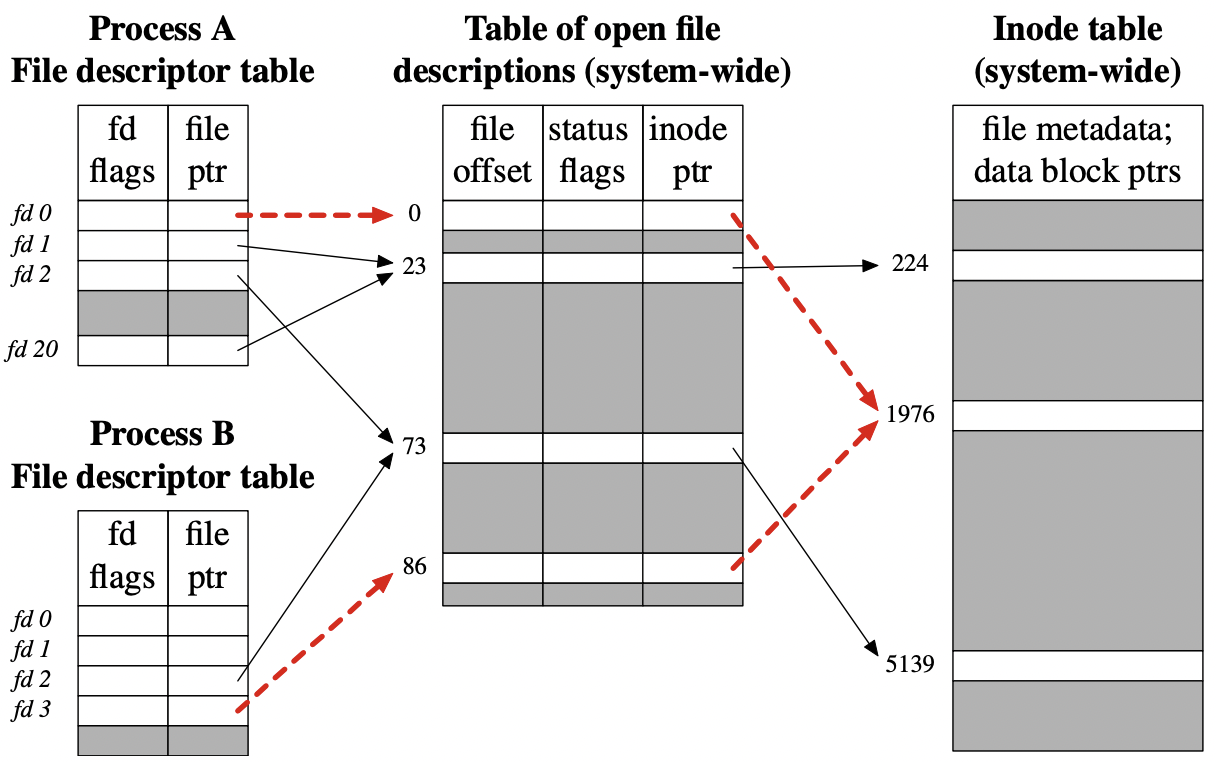 Process A
File descriptor table
fd
flags
file
ptr
fd 0
fd 1
fd 2
fd 20
Process B
File descriptor table
fd
flags
file
ptr
fd 0
fd 1
fd 2
fd 3
Table of open file
descriptions (system-wide)
file
offset
status
flags
inode
ptr
0
23
73
86
Inode table
(system-wide)
file metadata;
data block ptrs
224
1976
5139